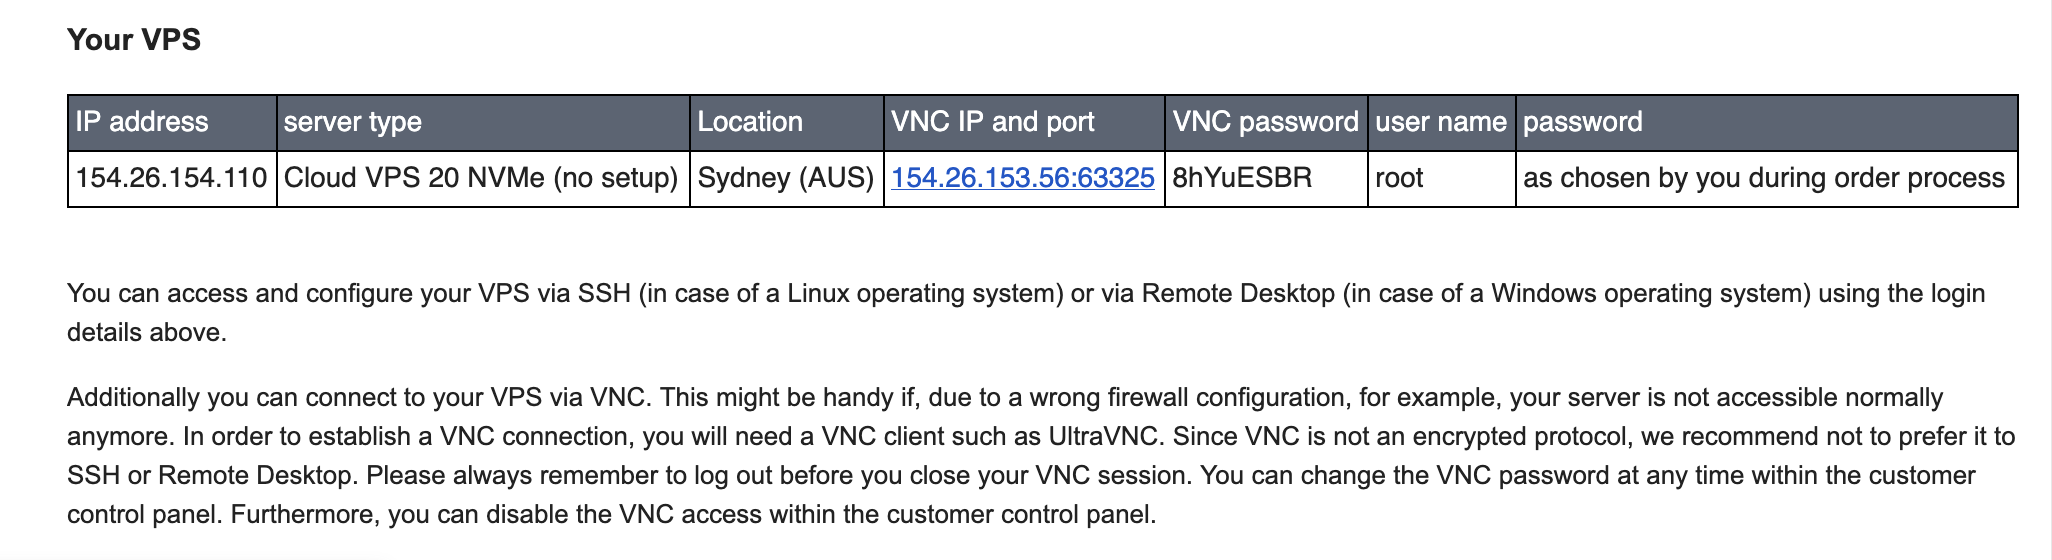 Your VPS
IP address server type Location VNC IP and port VNC password user name password
154.26.154.110 Cloud VPS 20 NVMe (no setup) Sydney (AUS) 154.26.153.56:63325 8hYuESBR root as chosen by you during order process
You can access and configure your VPS via SSH (in case of a Linux operating system) or via Remote Desktop (in case of a Windows operating system) using the login
details above.
Additionally you can connect to your VPS via VNC. This might be handy if, due to a wrong firewall configuration, for example, your server is not accessible normally
anymore. In order to establish a VNC connection, you will need a VNC client such as UltraVNC. Since VNC is not an encrypted protocol, we recommend not to prefer it to
SSH or Remote Desktop. Please always remember to log out before you close your VNC session. You can change the VNC password at any time within the customer
control panel. Furthermore, you can disable the VNC access within the customer control panel.